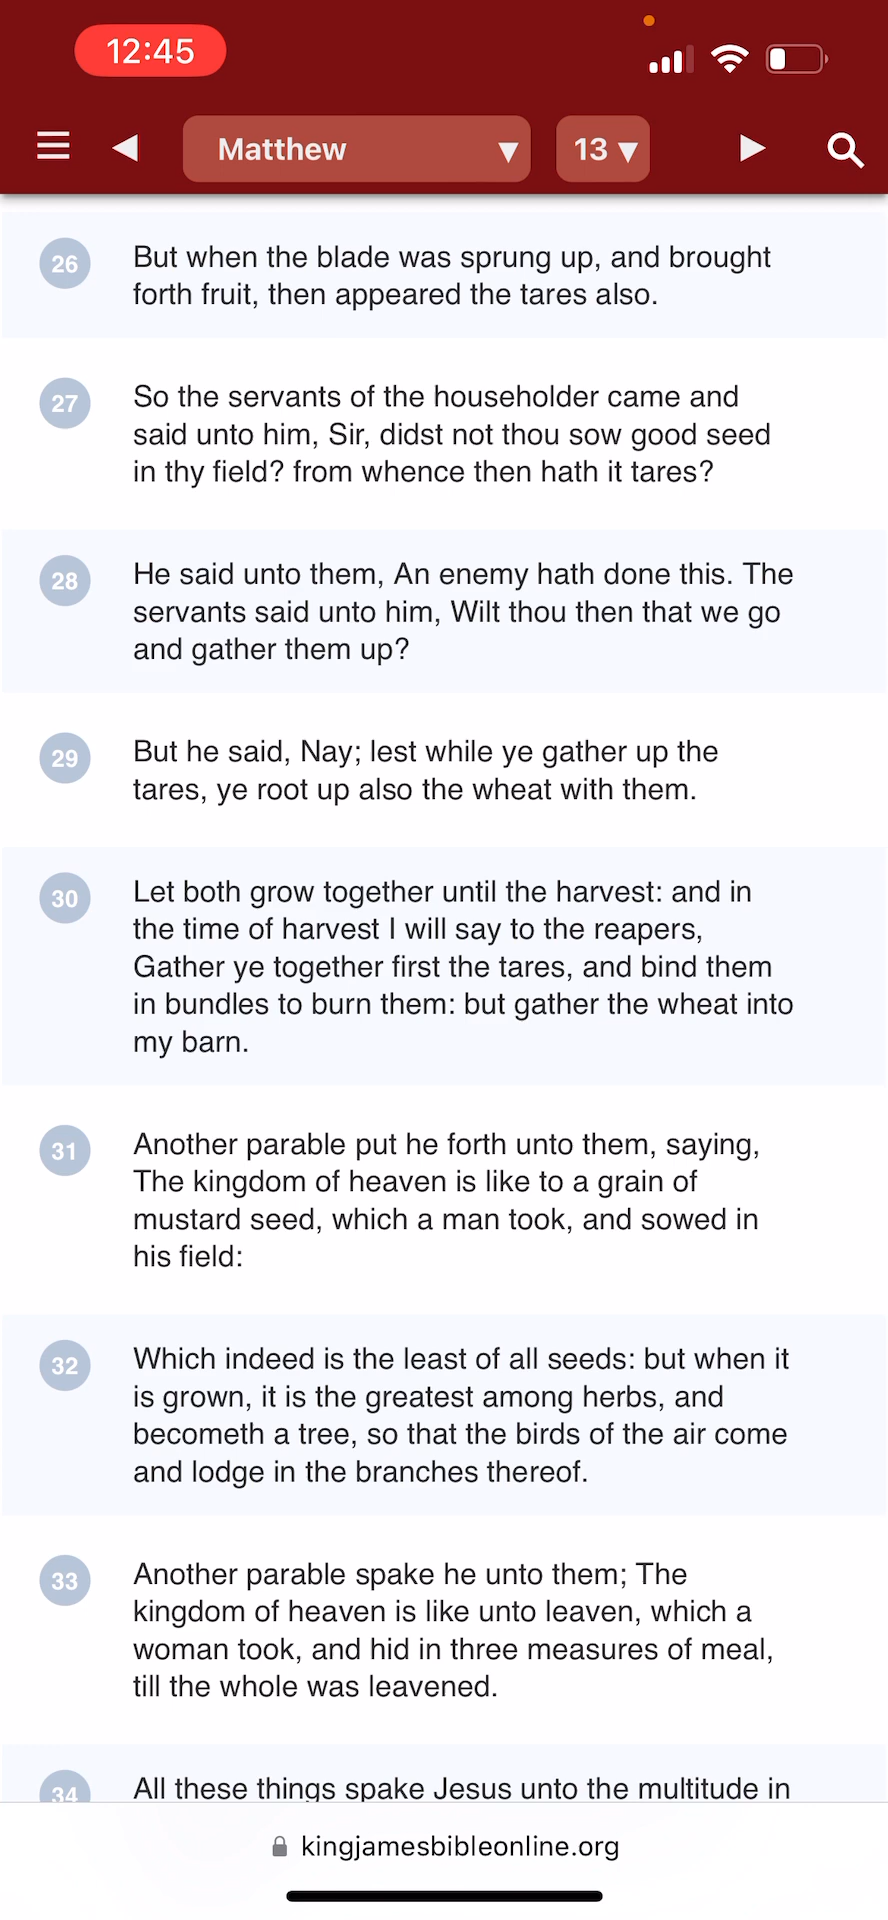 12:45
Matthew
13
26
But when the blade was sprung up, and brought
forth fruit, then appeared the tares also.
27
So the servants of the householder came and
said unto him, Sir, didst not thou sow good seed
in thy field? from whence then hath it tares?
28
He said unto them, An enemy hath done this. The
servants said unto him, Wilt thou then that we go
and gather them up?
29
But he said, Nay; lest while ye gather up the
tares, ye root up also the wheat with them.
30
Let both grow together until the harvest: and in
the time of harvest I will say to the reapers,
Gather ye together first the tares, and bind them
in bundles to burn them: but gather the wheat into
my barn.
31
Another parable put he forth unto them, saying,
The kingdom of heaven is like to a grain of
mustard seed, which a man took, and sowed in
his field:
32
Which indeed is the least of all seeds: but when it
is grown, it is the greatest among herbs, and
becometh a tree, so that the birds of the air come
and lodge in the branches thereof.
33
Another parable spake he unto them; The
kingdom of heaven is like unto leaven, which a
woman took, and hid in three measures of meal,
till the whole was leavened.
34
All these things spake Jesus unto the multitude in
kingjamesbibleonline.org